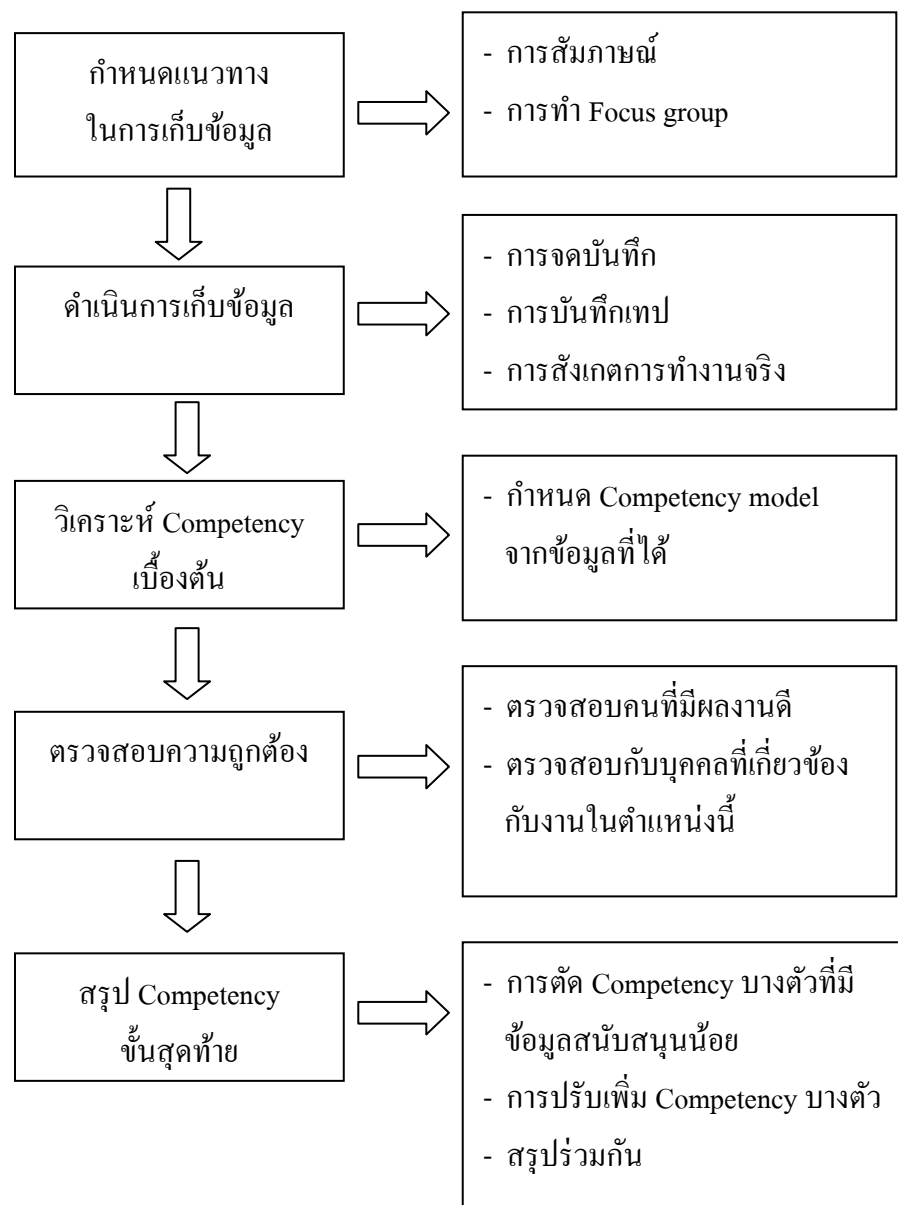 กำหนดแนวทาง
ในการเก็บข้อมูล
- การสัมภาษณ์
- การทำ Focus group
ดำเนินการเก็บข้อมูล
- การจดบันทึก
- การบันทึกเทป
- การสังเกตการทำงานจริง
วิเคราะห์ Competency
เบื้องต้น
- กำหนด Competency model
จากข้อมูลที่ได้
ตรวจสอบความถูกต้อง
- ตรวจสอบคนที่มีผลงานดี
- ตรวจสอบกับบุคคลที่เกี่ยวข้อง
กับงานในตำแหน่งนี้
สรุป Competency
ขั้นสุดท้าย
- การตัด Competency บางตัวที่มี
ข้อมูลสนับสนุนน้อย
- การปรับเพิ่ม Competency บางตัว
- สรุปร่วมกัน